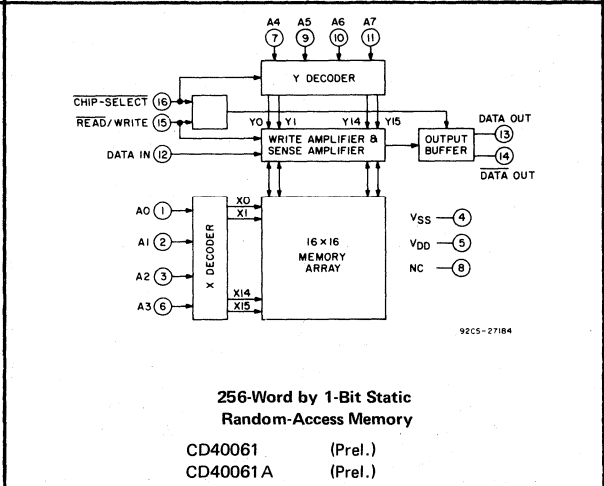 A4 A5 A6 A7
7 9 10 11
Y DECODER
CHIP-SELECT 16
READ/WRITE 15
Y0 Y1 Y14 Y15
DATA OUT
13
WRITE AMPLIFIER &
SENSE AMPLIFIER
OUTPUT
BUFFER
DATA IN 12
14
DATA OUT
A0 1
X0
X1
A1 2
X DECODER
16×16
MEMORY
ARRAY
A2 3
A3 6
X14
X15
VSS 4
VDD 5
NC 8
92CS-27184
256-Word by 1-Bit Static
Random-Access Memory
CD40061 (Prel.)
CD40061A (Prel.)